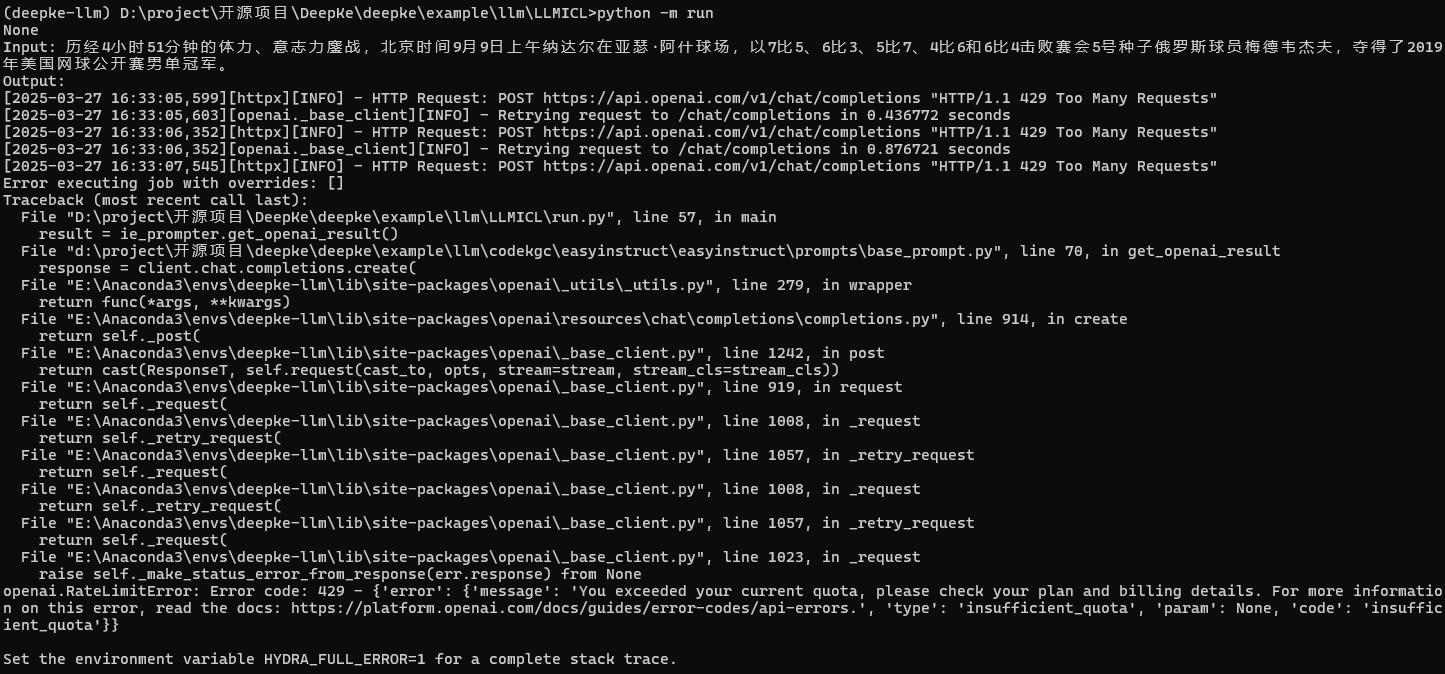 (deepke-llm) D:\project\开源项目\DeepKe\deepke\example\llm\LLMICL>python -m run
None
Input: 历经4小时51分钟的体力、意志力鏖战，北京时间9月9日上午纳达尔在亚瑟·阿什球场，以7比5、6比3、5比7、4比6和6比4击败赛会5号种子俄罗斯球员梅德韦杰夫，夺得了2019
年美国网球公开赛男单冠军。
Output:
[2025-03-27 16:33:05,599][httpx][INFO] - HTTP Request: POST https://api.openai.com/v1/chat/completions "HTTP/1.1 429 Too Many Requests"
[2025-03-27 16:33:05,603][openai._base_client][INFO] - Retrying request to /chat/completions in 0.436772 seconds
[2025-03-27 16:33:06,352][httpx][INFO] - HTTP Request: POST https://api.openai.com/v1/chat/completions "HTTP/1.1 429 Too Many Requests"
[2025-03-27 16:33:06,352][openai._base_client][INFO] - Retrying request to /chat/completions in 0.876721 seconds
[2025-03-27 16:33:07,545][httpx][INFO] - HTTP Request: POST https://api.openai.com/v1/chat/completions "HTTP/1.1 429 Too Many Requests"
Error executing job with overrides: []
Traceback (most recent call last):
  File "D:\project\开源项目\DeepKe\deepke\example\llm\LLMICL\run.py", line 57, in main
    result = ie_prompter.get_openai_result()
  File "d:\project\开源项目\deepke\deepke\example\llm\codekgc\easyinstruct\easyinstruct\prompts\base_prompt.py", line 70, in get_openai_result
    response = client.chat.completions.create(
  File "E:\Anaconda3\envs\deepke-llm\lib\site-packages\openai\_utils\_utils.py", line 279, in wrapper
    return func(*args, **kwargs)
  File "E:\Anaconda3\envs\deepke-llm\lib\site-packages\openai\resources\chat\completions\completions.py", line 914, in create
    return self._post(
  File "E:\Anaconda3\envs\deepke-llm\lib\site-packages\openai\_base_client.py", line 1242, in post
    return cast(ResponseT, self.request(cast_to, opts, stream=stream, stream_cls=stream_cls))
  File "E:\Anaconda3\envs\deepke-llm\lib\site-packages\openai\_base_client.py", line 919, in request
    return self._request(
  File "E:\Anaconda3\envs\deepke-llm\lib\site-packages\openai\_base_client.py", line 1008, in _request
    return self._retry_request(
  File "E:\Anaconda3\envs\deepke-llm\lib\site-packages\openai\_base_client.py", line 1057, in _retry_request
    return self._request(
  File "E:\Anaconda3\envs\deepke-llm\lib\site-packages\openai\_base_client.py", line 1008, in _request
    return self._retry_request(
  File "E:\Anaconda3\envs\deepke-llm\lib\site-packages\openai\_base_client.py", line 1057, in _retry_request
    return self._request(
  File "E:\Anaconda3\envs\deepke-llm\lib\site-packages\openai\_base_client.py", line 1023, in _request
    raise self._make_status_error_from_response(err.response) from None
openai.RateLimitError: Error code: 429 - {'error': {'message': 'You exceeded your current quota, please check your plan and billing details. For more informatio
n on this error, read the docs: https://platform.openai.com/docs/guides/error-codes/api-errors.', 'type': 'insufficient_quota', 'param': None, 'code': 'insuffic
ient_quota'}}
Set the environment variable HYDRA_FULL_ERROR=1 for a complete stack trace.